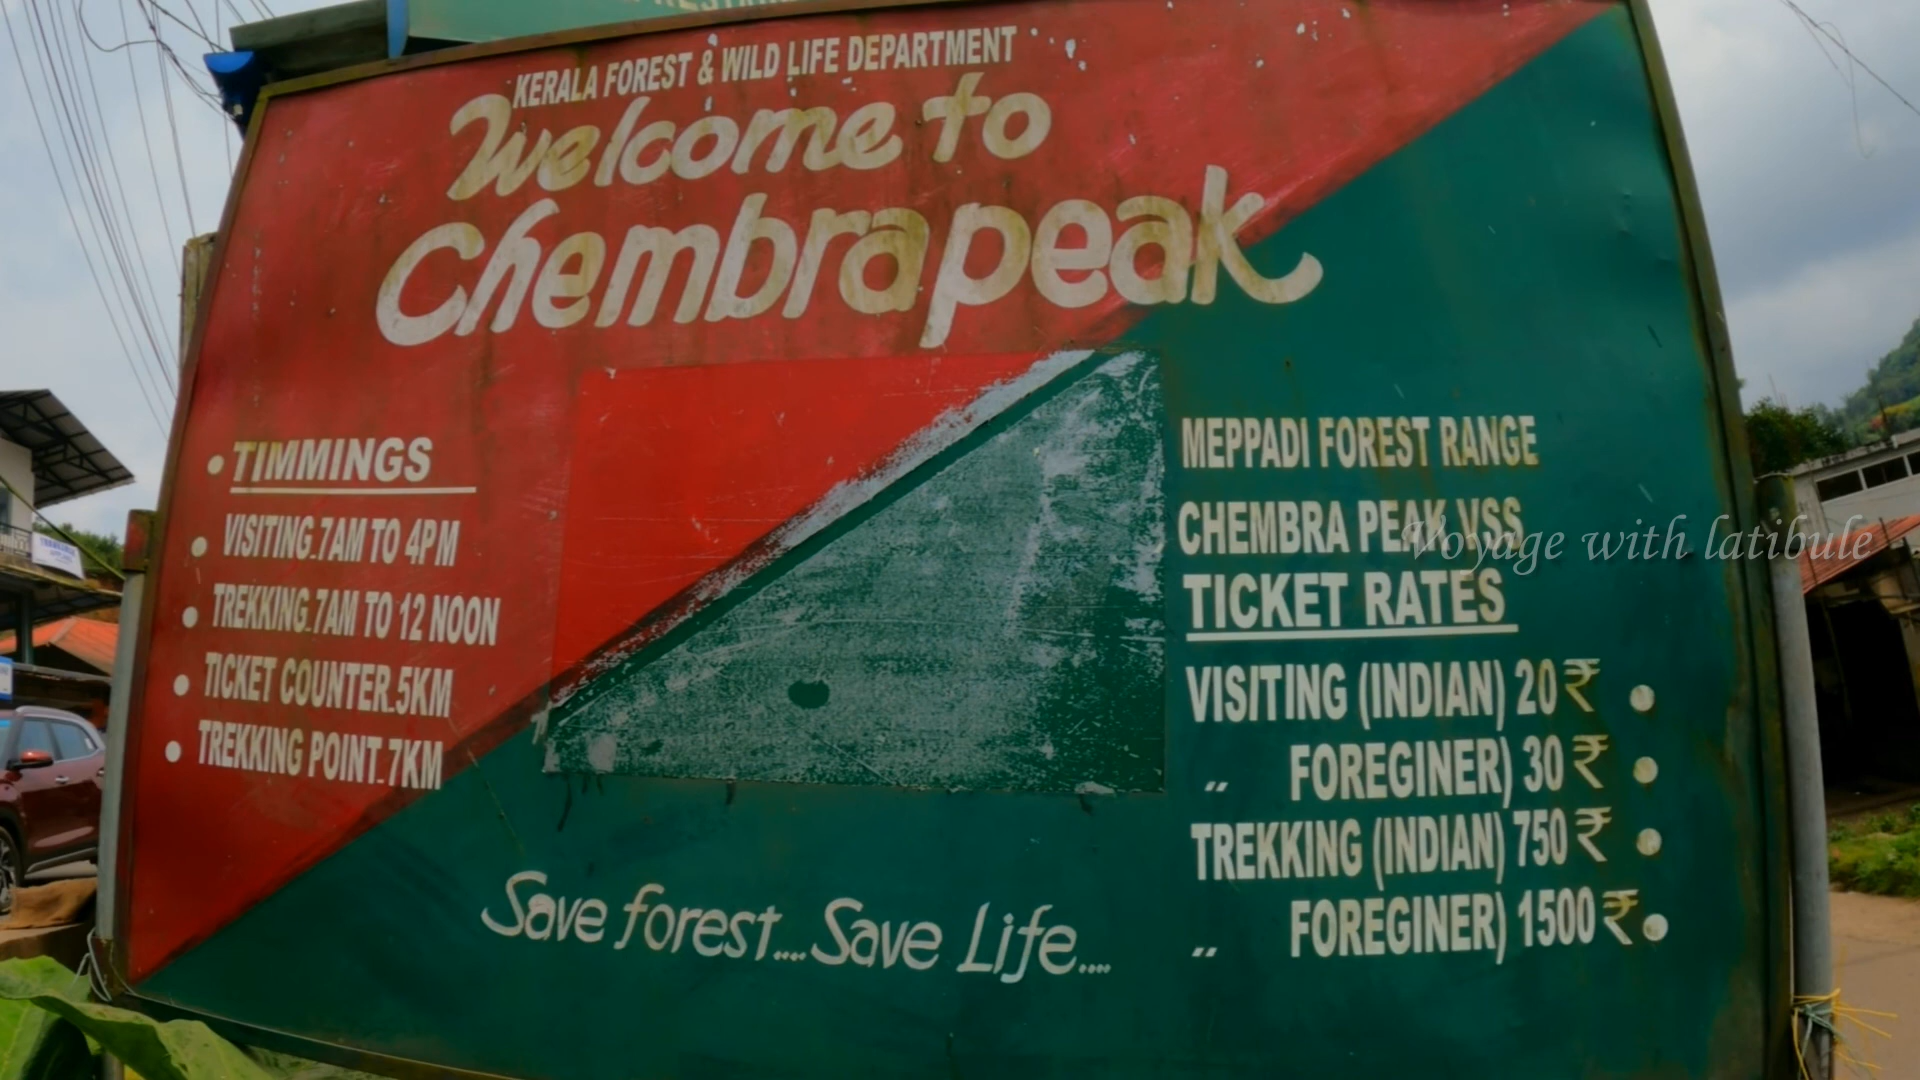 KERALA FOREST & WILD LIFE DEPARTMENT
Welcome to
Chembra peak
TIMMINGS
VISITING.7AM TO 4PM
TREKKING.7AM TO 12 NOON
TICKET COUNTER.5KM
TREKKING POINT.7KM
MEPPADI FOREST RANGE
CHEMBRA PEAK VSS
TICKET RATES
VISITING (INDIAN) 20₹
,, FOREGINER) 30₹
TREKKING (INDIAN) 750₹
,, FOREGINER) 1500₹
Save forest....Save Life....
Voyage with latibule